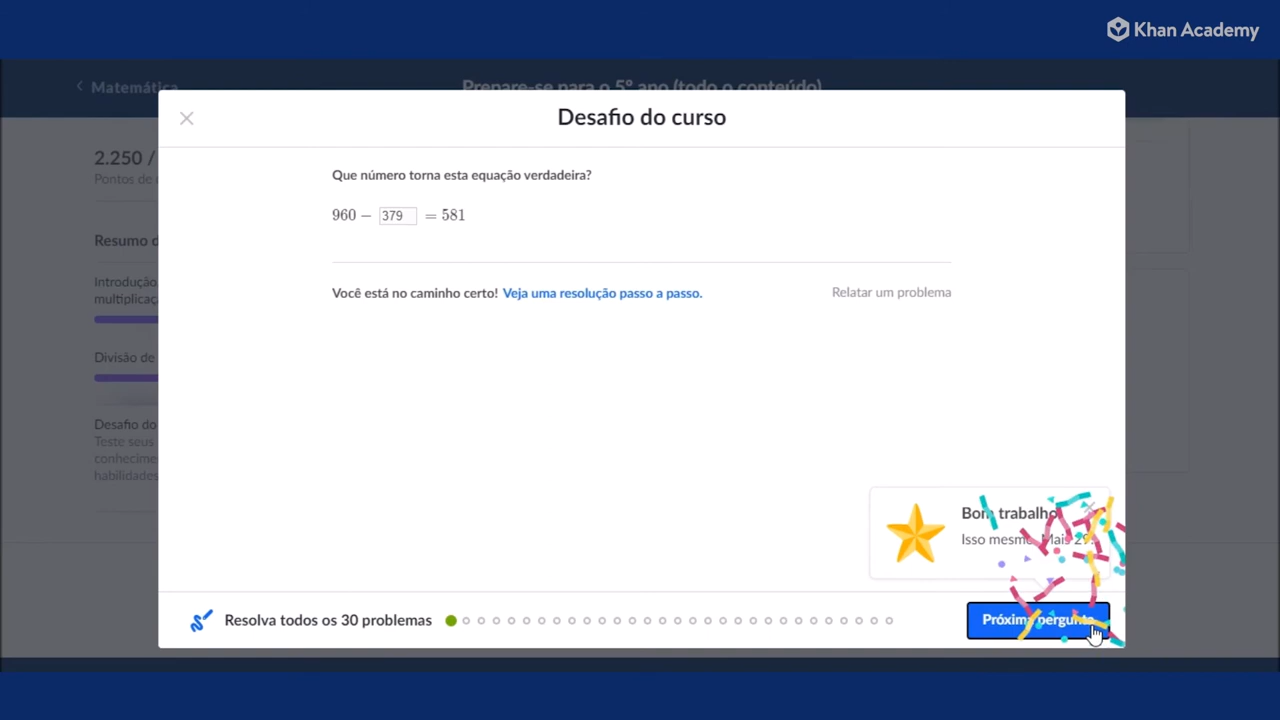 Khan Academy
Matemática
Prepare-se para o 5º ano (todo o conteúdo)
Desafio do curso
2.250 /
Pontos de
Que número torna esta equação verdadeira?
960 − 379 = 581
Resumo d
Introdução
multiplicaç
Você está no caminho certo! Veja uma resolução passo a passo.
Relatar um problema
Divisão de
Desafio do
Teste seus
conhecime
habilidades
Bom trabalho!
Isso mesmo. Mais 29.
Resolva todos os 30 problemas
Próxima pergunta